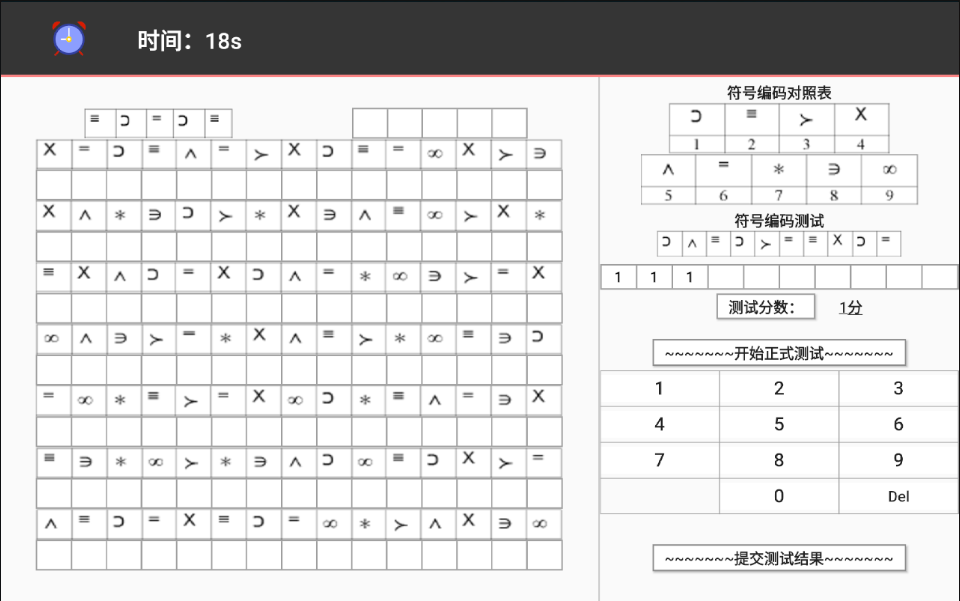 时间：18s
≡ ⊃ = ⊃ ≡
X = ⊃ ≡ ∧ = ≻ X ⊃ ≡ = ∞ X ≻ ∋
X ∧ * ∋ ⊃ ≻ * X ∋ ∧ ≡ ∞ ≻ X *
≡ X ∧ ⊃ = X ⊃ ∧ = * ∞ ∋ ≻ = X
∞ ∧ ∋ ≻ = * X ∧ ≡ ≻ * ∞ ≡ ∋ ⊃
= ∞ * ≡ ≻ = X ∞ ⊃ * ≡ ∧ = ∋ X
≡ ∋ * ∞ ≻ * ∋ ∧ ⊃ ∞ ≡ ⊃ X ≻ =
∧ ≡ ⊃ = X ≡ ⊃ = ∞ * ≻ ∧ X ∋ ∞
符号编码对照表
⊃ ≡ ≻ X
1 2 3 4
∧ = * ∋ ∞
5 6 7 8 9
符号编码测试
⊃ ∧ ≡ ⊃ ≻ = ≡ X ⊃ =
1 1 1
测试分数： 1分
~~~~~~~开始正式测试~~~~~~~
1 2 3
4 5 6
7 8 9
0 Del
~~~~~~~提交测试结果~~~~~~~